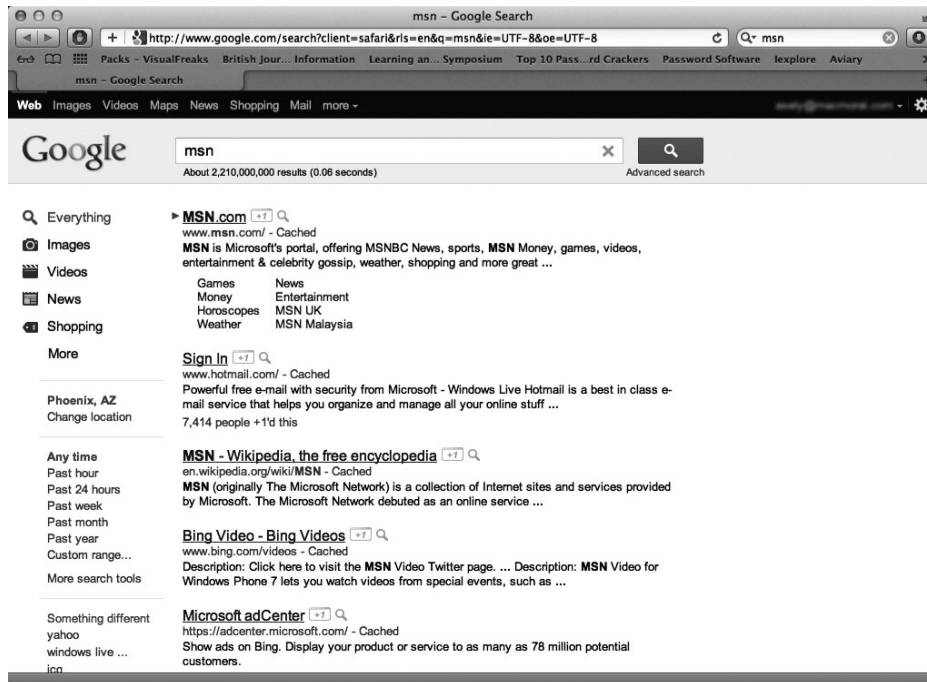 msn – Google Search
http://www.google.com/search?client=safari&rls=en&q=msn&ie=UTF-8&oe=UTF-8
msn
Packs – VisualFreaks British Jour... Information Learning an... Symposium Top 10 Pass...rd Crackers Password Software Iexplore Aviary
msn – Google Search
Web Images Videos Maps News Shopping Mail more
Google
msn
About 2,210,000,000 results (0.06 seconds)
Advanced search
Everything
Images
Videos
News
Shopping
More
Phoenix, AZ
Change location
Any time
Past hour
Past 24 hours
Past week
Past month
Past year
Custom range...
More search tools
Something different
yahoo
windows live ...
icq
MSN.com +1
www.msn.com/ - Cached
MSN is Microsoft's portal, offering MSNBC News, sports, MSN Money, games, videos,
entertainment & celebrity gossip, weather, shopping and more great ...
Games News
Money Entertainment
Horoscopes MSN UK
Weather MSN Malaysia
Sign In +1
www.hotmail.com/ - Cached
Powerful free e-mail with security from Microsoft - Windows Live Hotmail is a best in class e-
mail service that helps you organize and manage all your online stuff ...
7,414 people +1'd this
MSN - Wikipedia, the free encyclopedia +1
en.wikipedia.org/wiki/MSN - Cached
MSN (originally The Microsoft Network) is a collection of Internet sites and services provided
by Microsoft. The Microsoft Network debuted as an online service ...
Bing Video - Bing Videos +1
www.bing.com/videos - Cached
Description: Click here to visit the MSN Video Twitter page. ... Description: MSN Video for
Windows Phone 7 lets you watch videos from special events, such as ...
Microsoft adCenter +1
https://adcenter.microsoft.com/ - Cached
Show ads on Bing. Display your product or service to as many as 78 million potential
customers.